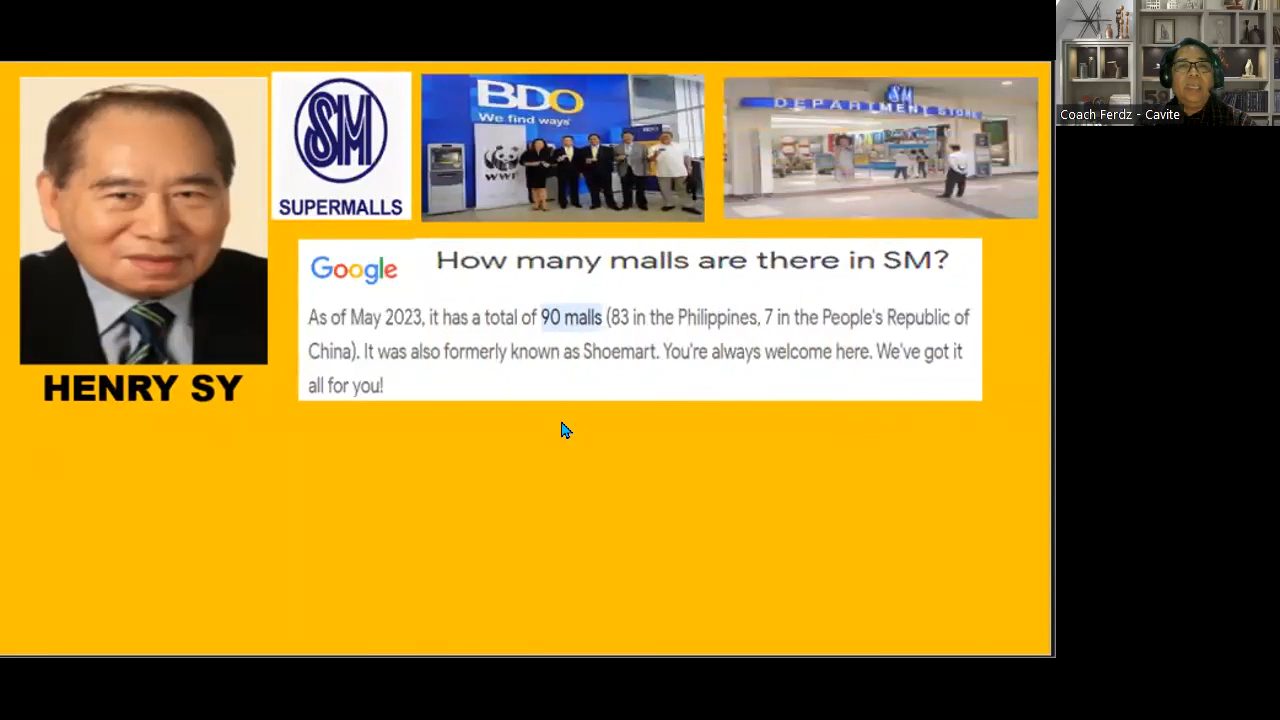 SM
SUPERMALLS
BDO
We find ways
WWF
SM
DEPARTMENT STORE
Coach Ferdz - Cavite
HENRY SY
Google
How many malls are there in SM?
As of May 2023, it has a total of 90 malls (83 in the Philippines, 7 in the People's Republic of
China). It was also formerly known as Shoemart. You're always welcome here. We've got it
all for you!